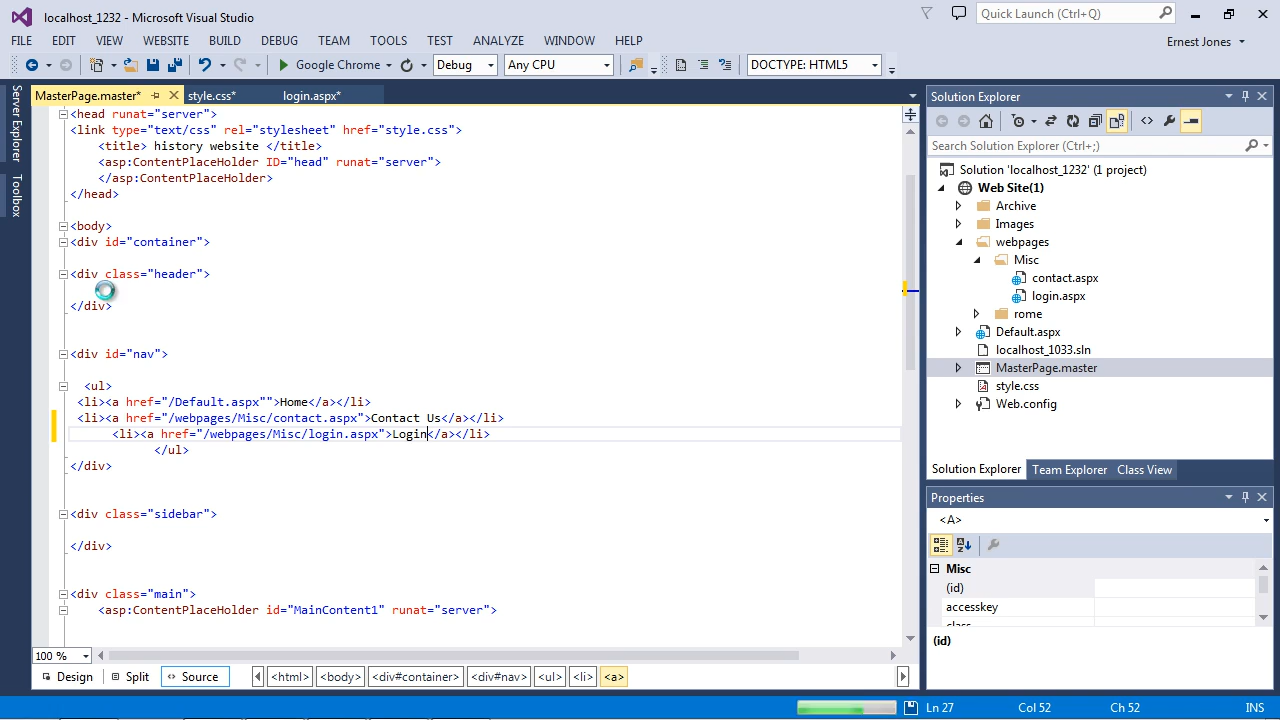 localhost_1232 - Microsoft Visual Studio
Quick Launch (Ctrl+Q)
FILE EDIT VIEW WEBSITE BUILD DEBUG TEAM TOOLS TEST ANALYZE WINDOW HELP
Ernest Jones
Google Chrome Debug Any CPU DOCTYPE: HTML5
Server Explorer
Toolbox
MasterPage.master* style.css* login.aspx*
<head runat="server">
<link type="text/css" rel="stylesheet" href="style.css">
<title> history website </title>
<asp:ContentPlaceHolder ID="head" runat="server">
</asp:ContentPlaceHolder>
</head>
<body>
<div id="container">
<div class="header">
</div>
<div id="nav">
<ul>
<li><a href="/Default.aspx"">Home</a></li>
<li><a href="/webpages/Misc/contact.aspx">Contact Us</a></li>
<li><a href="/webpages/Misc/login.aspx">Login</a></li>
</ul>
</div>
<div class="sidebar">
</div>
<div class="main">
<asp:ContentPlaceHolder id="MainContent1" runat="server">
100 %
Design Split Source <html> <body> <div#container> <div#nav> <ul> <li> <a>
Solution Explorer
Search Solution Explorer (Ctrl+;)
Solution 'localhost_1232' (1 project)
Web Site(1)
Archive
Images
webpages
Misc
contact.aspx
login.aspx
rome
Default.aspx
localhost_1033.sln
MasterPage.master
style.css
Web.config
Solution Explorer Team Explorer Class View
Properties
<A>
Misc
(id)
accesskey
class
(id)
Ln 27 Col 52 Ch 52 INS